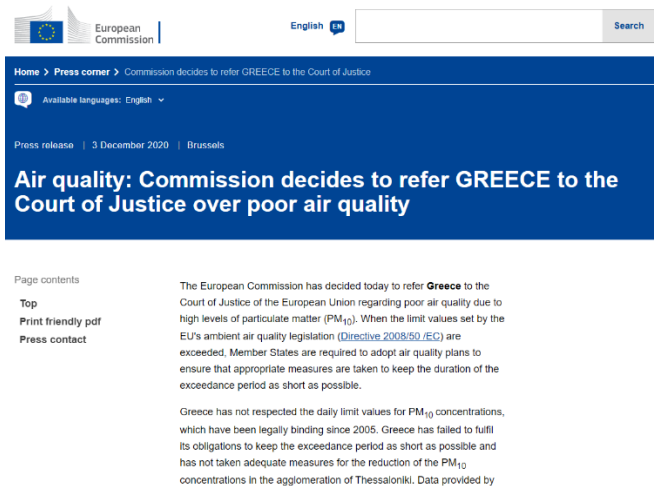 European
Commission
English EN
Search
Home > Press corner > Commission decides to refer GREECE to the Court of Justice
Available languages: English
Press release | 3 December 2020 | Brussels
Air quality: Commission decides to refer GREECE to the
Court of Justice over poor air quality
Page contents
Top
Print friendly pdf
Press contact
The European Commission has decided today to refer Greece to the
Court of Justice of the European Union regarding poor air quality due to
high levels of particulate matter (PM10). When the limit values set by the
EU's ambient air quality legislation (Directive 2008/50 /EC) are
exceeded, Member States are required to adopt air quality plans to
ensure that appropriate measures are taken to keep the duration of the
exceedance period as short as possible.
Greece has not respected the daily limit values for PM10 concentrations,
which have been legally binding since 2005. Greece has failed to fulfil
its obligations to keep the exceedance period as short as possible and
has not taken adequate measures for the reduction of the PM10
concentrations in the agglomeration of Thessaloniki. Data provided by